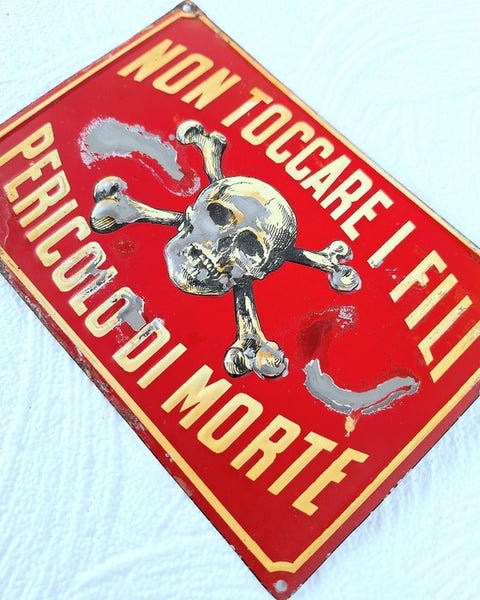 NON TOCCARE I FILI
PERICOLO DI MORTE